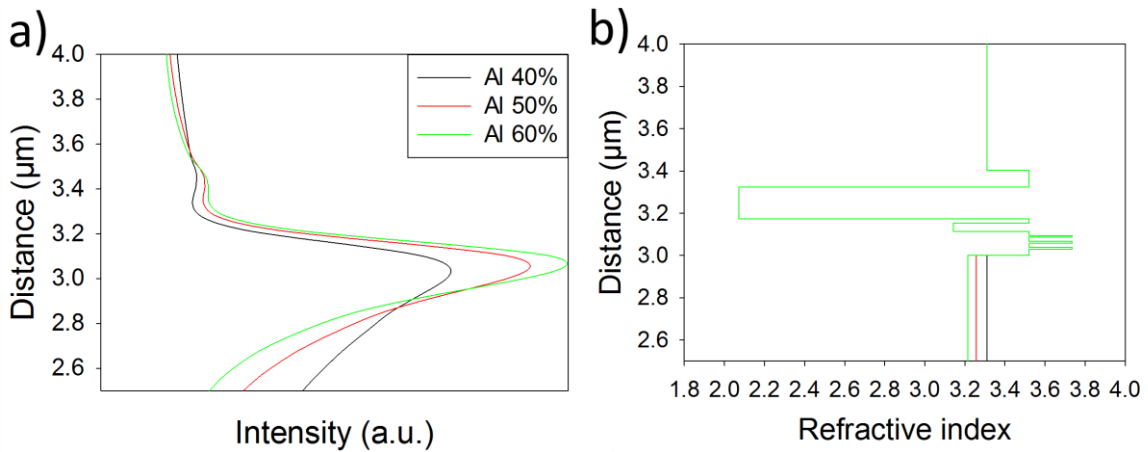 a)
4.0
3.8
3.6
3.4
3.2
3.0
2.8
2.6
Distance (µm)
Al 40%
Al 50%
Al 60%
Intensity (a.u.)
b)
4.0
3.8
3.6
3.4
3.2
3.0
2.8
2.6
Distance (µm)
1.8 2.0 2.2 2.4 2.6 2.8 3.0 3.2 3.4 3.6 3.8 4.0
Refractive index